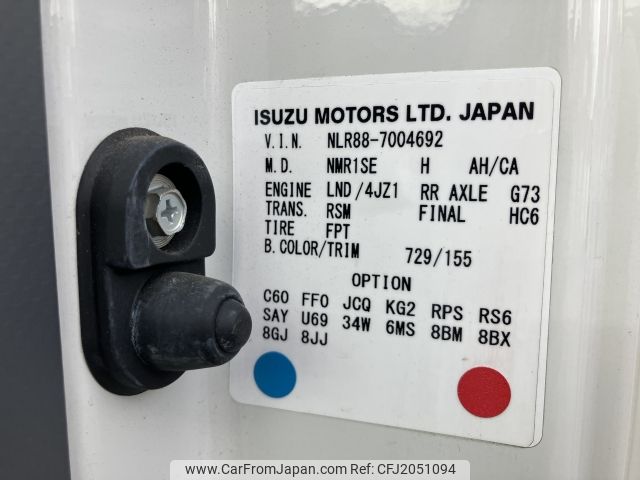 ISUZU MOTORS LTD. JAPAN
V.I.N. NLR88-7004692
M.D. NMR1SE H AH/CA
ENGINE LND/4JZ1 RR AXLE G73
TRANS. RSM FINAL HC6
TIRE FPT
B.COLOR/TRIM 729/155
OPTION
C60 FF0 JCQ KG2 RPS RS6
SAY U69 34W 6MS 8BM 8BX
8GJ 8JJ
www.CarFromJapan.com - CFJ2051094